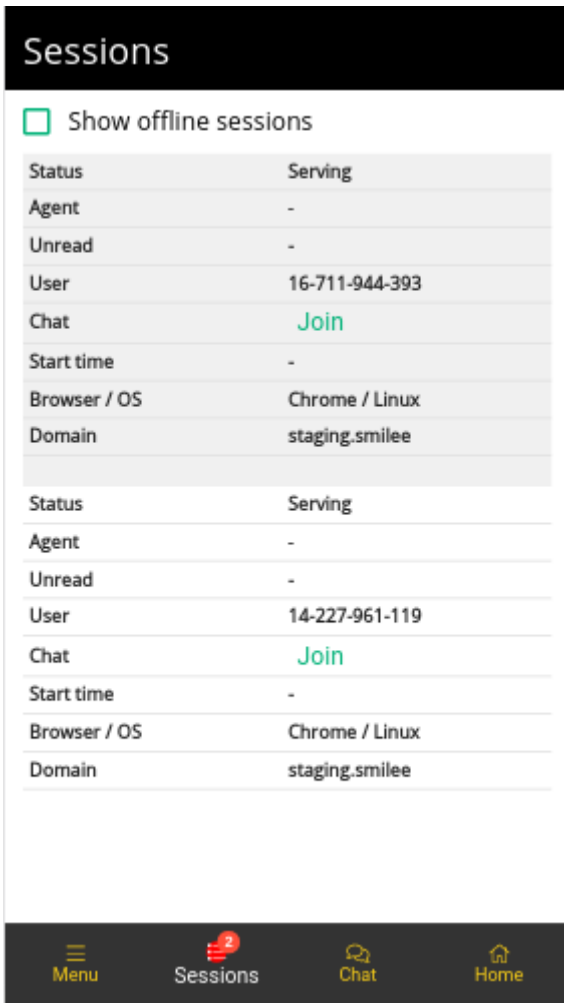 Sessions
Show offline sessions
Status Serving
Agent -
Unread -
User 16-711-944-393
Chat Join
Start time -
Browser / OS Chrome / Linux
Domain staging.smilee
Status Serving
Agent -
Unread -
User 14-227-961-119
Chat Join
Start time -
Browser / OS Chrome / Linux
Domain staging.smilee
2
Menu Sessions Chat Home